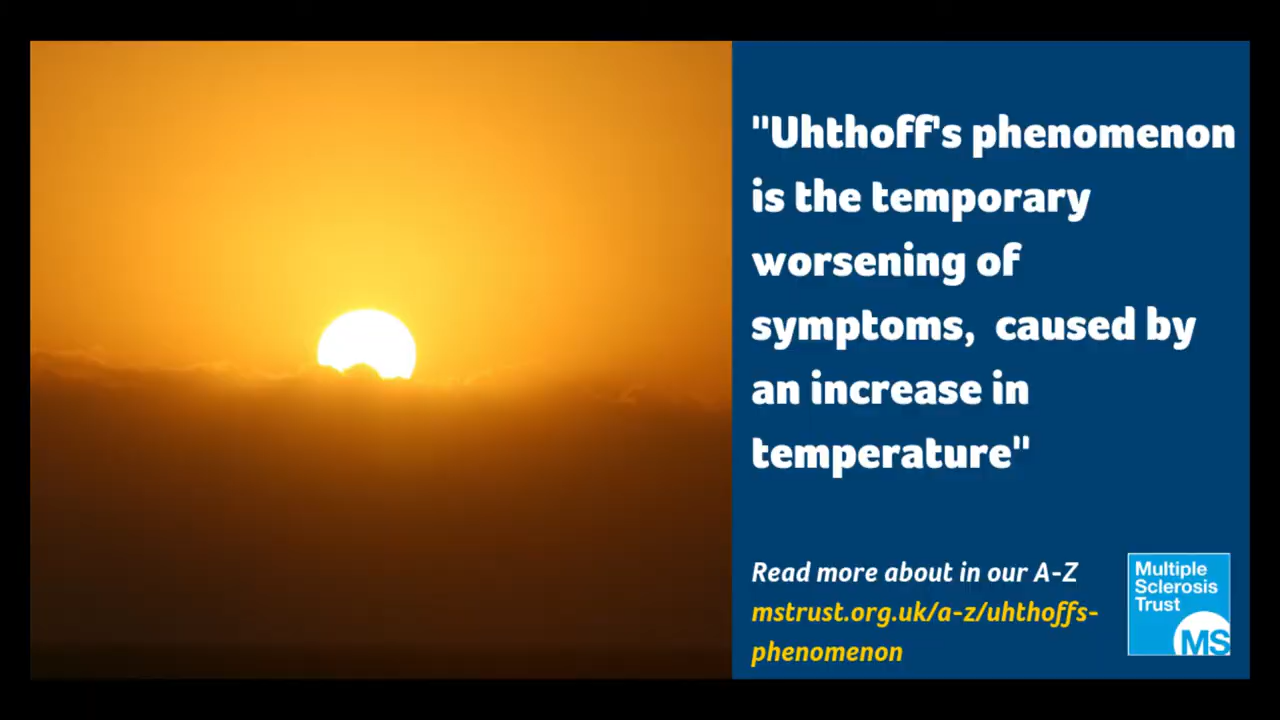 "Uhthoff's phenomenon
is the temporary
worsening of
symptoms,  caused by
an increase in
temperature"
Read more about in our A-Z
mstrust.org.uk/a-z/uhthoffs-
phenomenon
Multiple
Sclerosis
Trust
MS